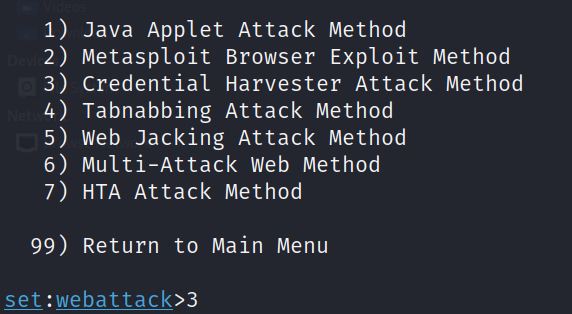 1) Java Applet Attack Method
2) Metasploit Browser Exploit Method
3) Credential Harvester Attack Method
4) Tabnabbing Attack Method
5) Web Jacking Attack Method
6) Multi-Attack Web Method
7) HTA Attack Method
99) Return to Main Menu
set:webattack>3